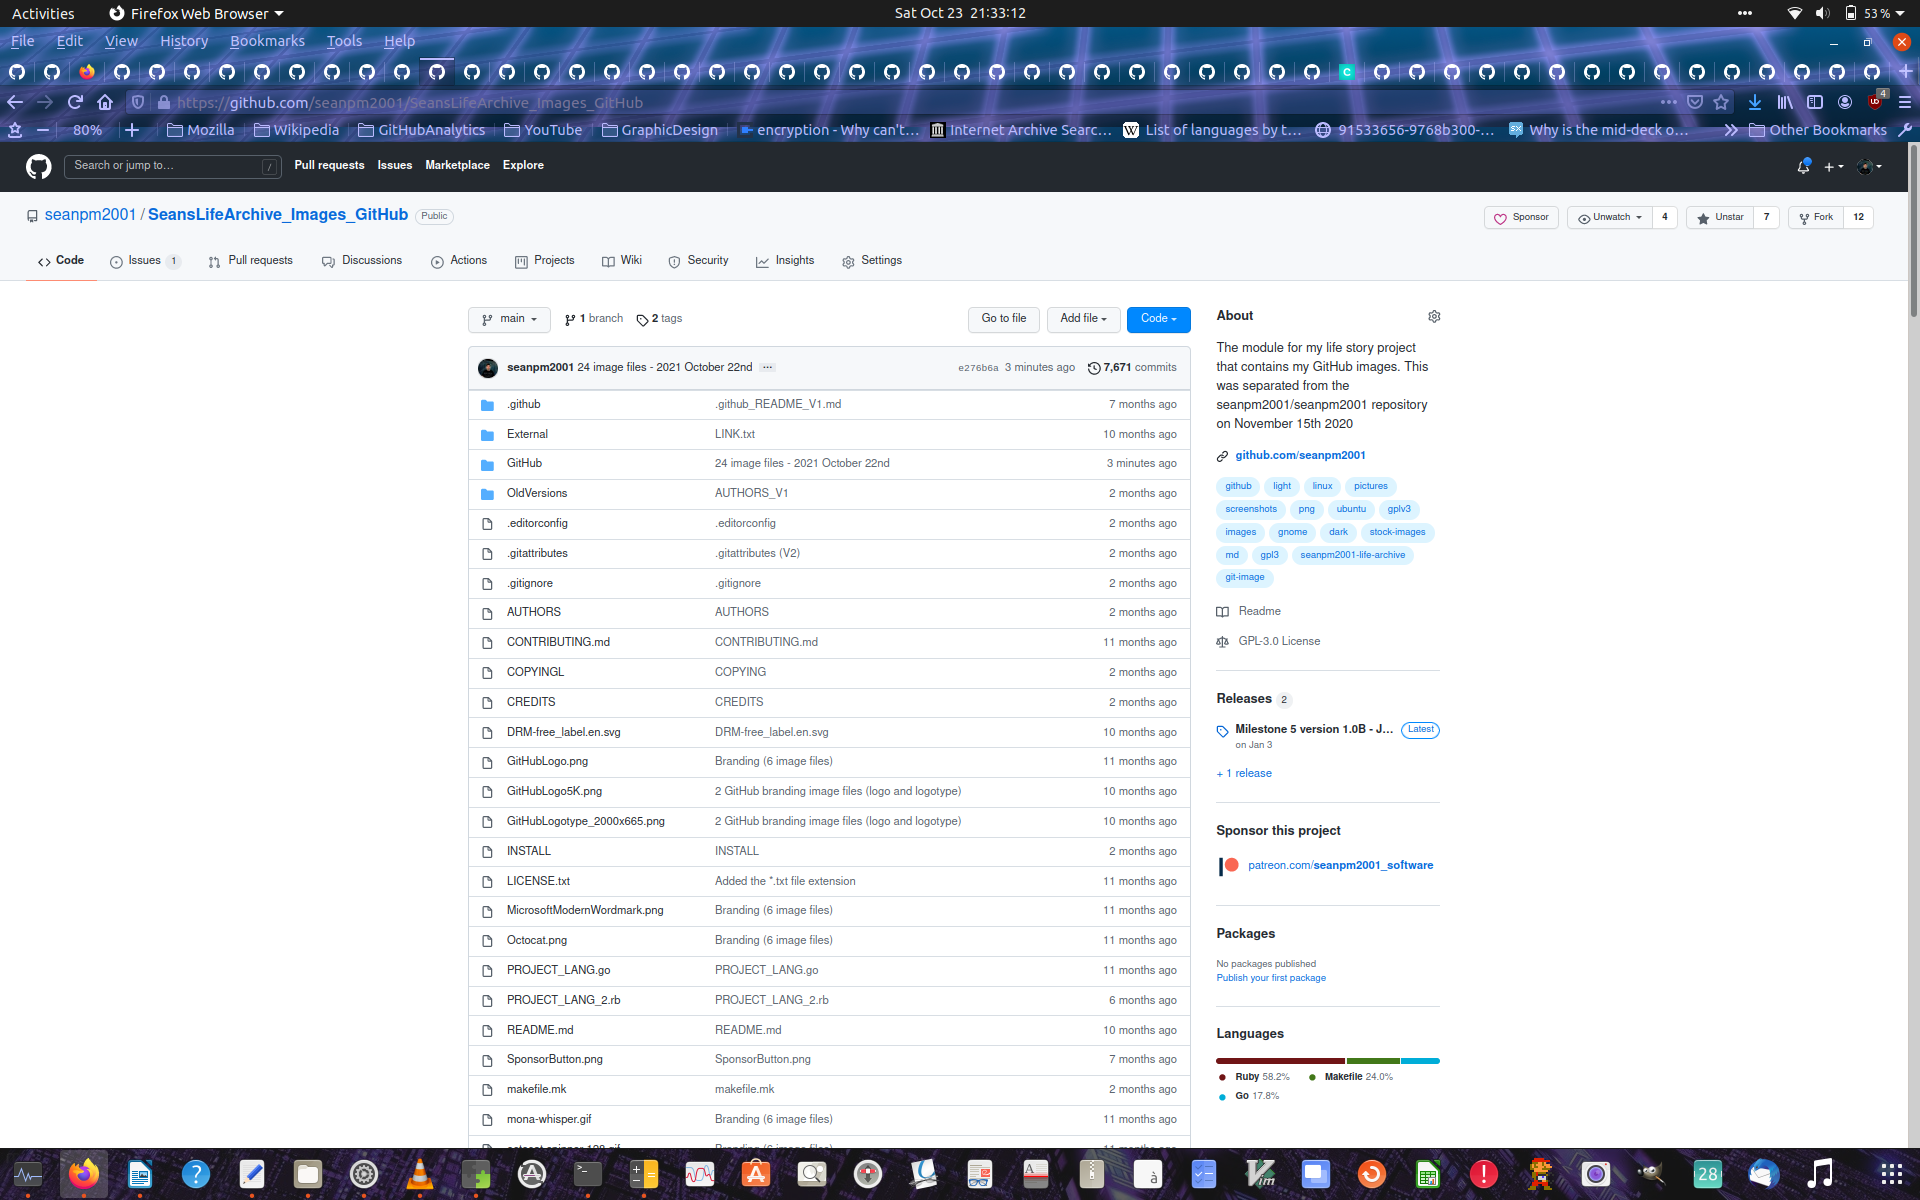 Activities
Firefox Web Browser
Sat Oct 23 21:33:12
53 %
File Edit View History Bookmarks Tools Help
https://github.com/seanpm2001/SeansLifeArchive_Images_GitHub
4
80%
Mozilla
Wikipedia
GitHubAnalytics
YouTube
GraphicDesign
encryption - Why can't…
Internet Archive Searc…
List of languages by t…
91533656-9768b300-…
Why is the mid-deck o…
Other Bookmarks
Search or jump to…
/
Pull requests Issues Marketplace Explore
seanpm2001 / SeansLifeArchive_Images_GitHub
Public
Sponsor
Unwatch 4
Unstar 7
Fork 12
Code
Issues 1
Pull requests
Discussions
Actions
Projects
Wiki
Security
Insights
Settings
main
1 branch
2 tags
Go to file
Add file
Code
seanpm2001 24 image files - 2021 October 22nd ...
e276b6a 3 minutes ago
7,671 commits
.github .github_README_V1.md 7 months ago
External LINK.txt 10 months ago
GitHub 24 image files - 2021 October 22nd 3 minutes ago
OldVersions AUTHORS_V1 2 months ago
.editorconfig .editorconfig 2 months ago
.gitattributes .gitattributes (V2) 2 months ago
.gitignore .gitignore 2 months ago
AUTHORS AUTHORS 2 months ago
CONTRIBUTING.md CONTRIBUTING.md 11 months ago
COPYINGL COPYING 2 months ago
CREDITS CREDITS 2 months ago
DRM-free_label.en.svg DRM-free_label.en.svg 10 months ago
GitHubLogo.png Branding (6 image files) 11 months ago
GitHubLogo5K.png 2 GitHub branding image files (logo and logotype) 10 months ago
GitHubLogotype_2000x665.png 2 GitHub branding image files (logo and logotype) 10 months ago
INSTALL INSTALL 2 months ago
LICENSE.txt Added the *.txt file extension 11 months ago
MicrosoftModernWordmark.png Branding (6 image files) 11 months ago
Octocat.png Branding (6 image files) 11 months ago
PROJECT_LANG.go PROJECT_LANG.go 11 months ago
PROJECT_LANG_2.rb PROJECT_LANG_2.rb 6 months ago
README.md README.md 10 months ago
SponsorButton.png SponsorButton.png 7 months ago
makefile.mk makefile.mk 2 months ago
mona-whisper.gif Branding (6 image files) 11 months ago
About
The module for my life story project
that contains my GitHub images. This
was separated from the
seanpm2001/seanpm2001 repository
on November 15th 2020
github.com/seanpm2001
github light linux pictures
screenshots png ubuntu gplv3
images gnome dark stock-images
md gpl3 seanpm2001-life-archive
git-image
Readme
GPL-3.0 License
Releases 2
Milestone 5 version 1.0B - J… Latest
on Jan 3
+ 1 release
Sponsor this project
patreon.com/seanpm2001_software
Packages
No packages published
Publish your first package
Languages
Ruby 58.2%
Makefile 24.0%
Go 17.8%
28